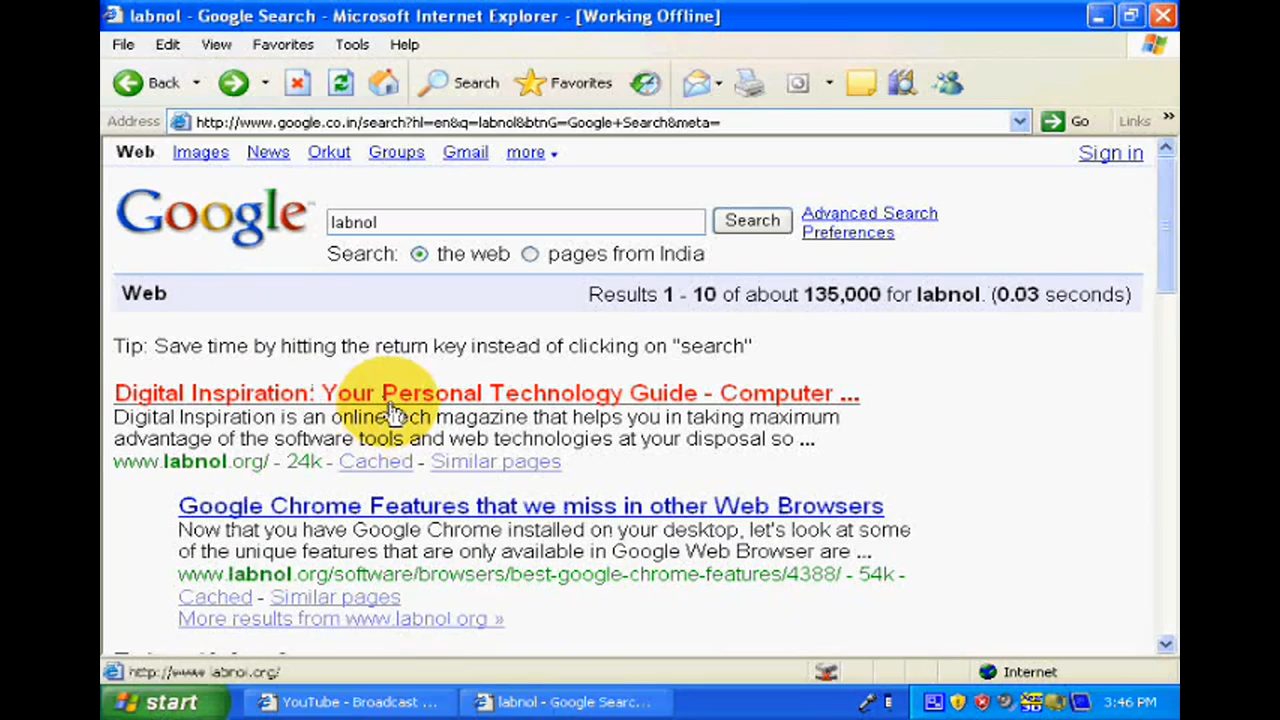 labnol - Google Search - Microsoft Internet Explorer - [Working Offline]
File Edit View Favorites Tools Help
Back Search Favorites
Address http://www.google.co.in/search?hl=en&q=labnol&btnG=Google+Search&meta= Go Links »
Web Images News Orkut Groups Gmail more Sign in
Google™ labnol Search Advanced Search
Preferences
Search: the web pages from India
Web Results 1 - 10 of about 135,000 for labnol. (0.03 seconds)
Tip: Save time by hitting the return key instead of clicking on "search"
Digital Inspiration: Your Personal Technology Guide - Computer ...
Digital Inspiration is an online tech magazine that helps you in taking maximum
advantage of the software tools and web technologies at your disposal so ...
www.labnol.org/ - 24k - Cached - Similar pages
Google Chrome Features that we miss in other Web Browsers
Now that you have Google Chrome installed on your desktop, let's look at some
of the unique features that are only available in Google Web Browser are ...
www.labnol.org/software/browsers/best-google-chrome-features/4388/ - 54k -
Cached - Similar pages
More results from www.labnol.org »
http://www.labnol.org/ Internet
start YouTube - Broadcast ... labnol - Google Searc... 3:46 PM